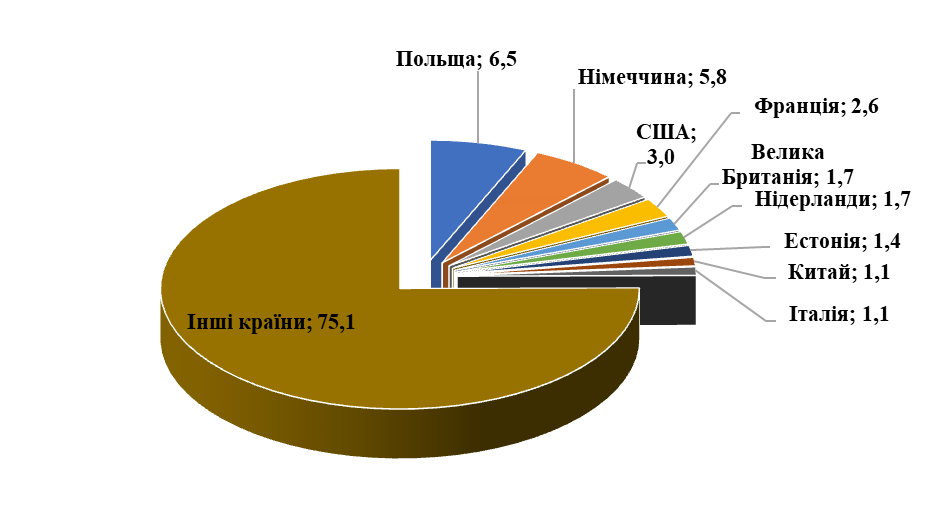 Польща; 6,5
Німеччина; 5,8
Франція; 2,6
США;
3,0
Велика
Британія; 1,7
Нідерланди; 1,7
Естонія; 1,4
Китай; 1,1
Італія; 1,1
Інші країни; 75,1